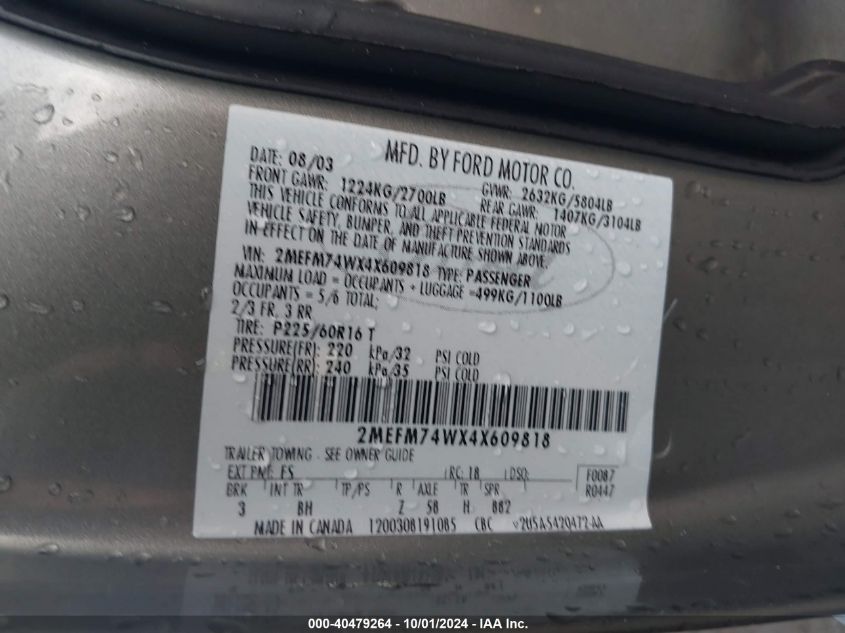 MFD. BY FORD MOTOR CO.
DATE: 08/03 GVWR: 2632KG/5804LB
FRONT GAWR: 1224KG/2700LB REAR GAWR: 1407KG/3104LB
THIS VEHICLE CONFORMS TO ALL APPLICABLE FEDERAL MOTOR
VEHICLE SAFETY, BUMPER, AND THEFT PREVENTION STANDARDS
IN EFFECT ON THE DATE OF MANUFACTURE SHOWN ABOVE.
VIN: 2MEFM74WX4X609818 TYPE: PASSENGER
MAXIMUM LOAD = OCCUPANTS + LUGGAGE =499KG/1100LB
OCCUPANTS = 5/6 TOTAL;
2/3 FR, 3 RR
TIRE: P225/60R16 T
PRESSURE(FR): 220 kPa/32 PSI COLD
PRESSURE(RR): 240 kPa/35 PSI COLD
2MEFM74WX4X609818
TRAILER TOWING - SEE OWNER GUIDE
EXT PNT: FS RC: 18 DSO: F0087
BRK INT TR TP/PS R AXLE TR SPR R0447
3 BH Z 58 H 882
MADE IN CANADA 1200308191085 CBC V2U5A5420472-AA
000-40479264 - 10/01/2024 - IAA Inc.